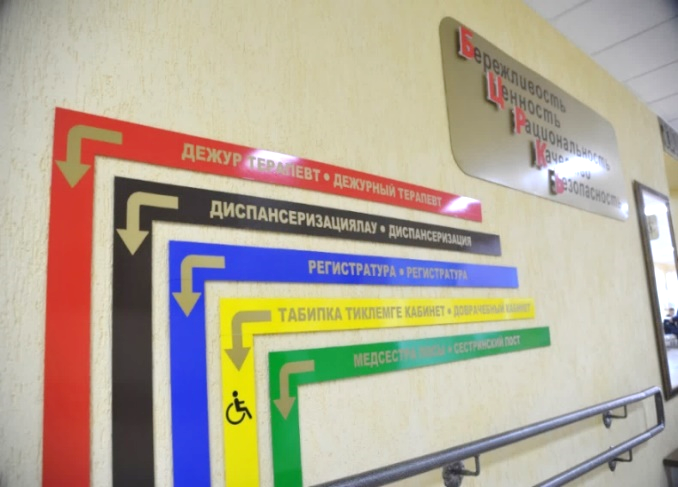 Бережливость
Ценность
Рациональность
Качество
Безопасность
ДЕЖУР ТЕРАПЕВТ • ДЕЖУРНЫЙ ТЕРАПЕВТ
ДИСПАНСЕРИЗАЦИЯЛАУ • ДИСПАНСЕРИЗАЦИЯ
РЕГИСТРАТУРА • РЕГИСТРАТУРА
ТАБИПКА ТИКЛЕМГЕ КАБИНЕТ • ДОВРАЧЕБНЫЙ КАБИНЕТ
МЕДСЕСТРА ПОСТЫ • СЕСТРИНСКИЙ ПОСТ